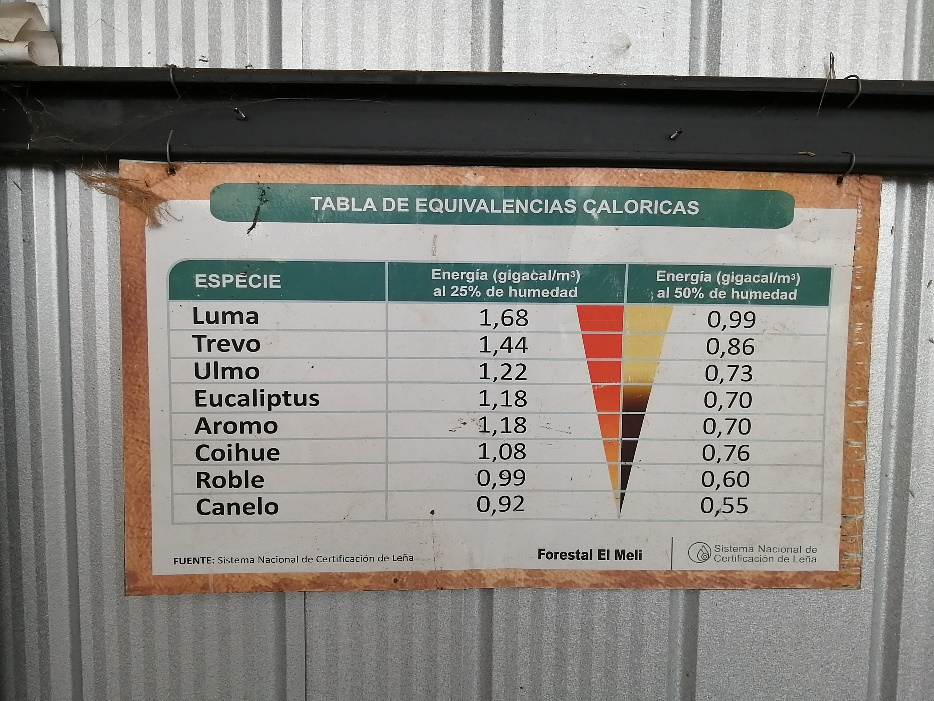 TABLA DE EQUIVALENCIAS CALORICAS
ESPÉCIE Energía (gigacal/m³) al 25% de humedad Energía (gigacal/m³) al 50% de humedad
Luma 1,68 0,99
Trevo 1,44 0,86
Ulmo 1,22 0,73
Eucaliptus 1,18 0,70
Aromo 1,18 0,70
Coihue 1,08 0,76
Roble 0,99 0,60
Canelo 0,92 0,55
FUENTE: Sistema Nacional de Certificación de Leña
Forestal El Meli
Sistema Nacional de
Certificación de Leña